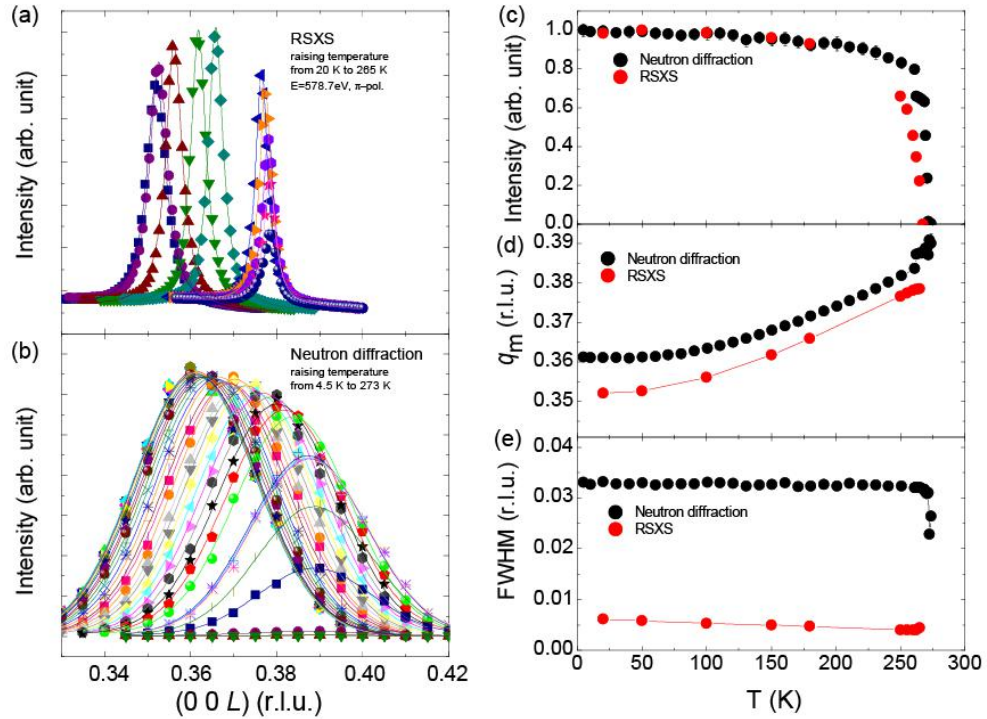 (a)
RSXS
raising temperature
from 20 K to 265 K
E=578.7eV, π-pol.
Intensity (arb. unit)
(b)
Neutron diffraction
raising temperature
from 4.5 K to 273 K
Intensity (arb. unit)
0.34 0.36 0.38 0.40 0.42
(0 0 L) (r.l.u.)
(c)
1.0
0.8
0.6
0.4
0.2
0.0
Intensity (arb. unit)
Neutron diffraction
RSXS
(d)
0.39
0.38
0.37
0.36
0.35
qm (r.l.u.)
Neutron diffraction
RSXS
(e)
0.04
0.03
0.02
0.01
0.00
FWHM (r.l.u.)
Neutron diffraction
RSXS
0 50 100 150 200 250 300
T (K)